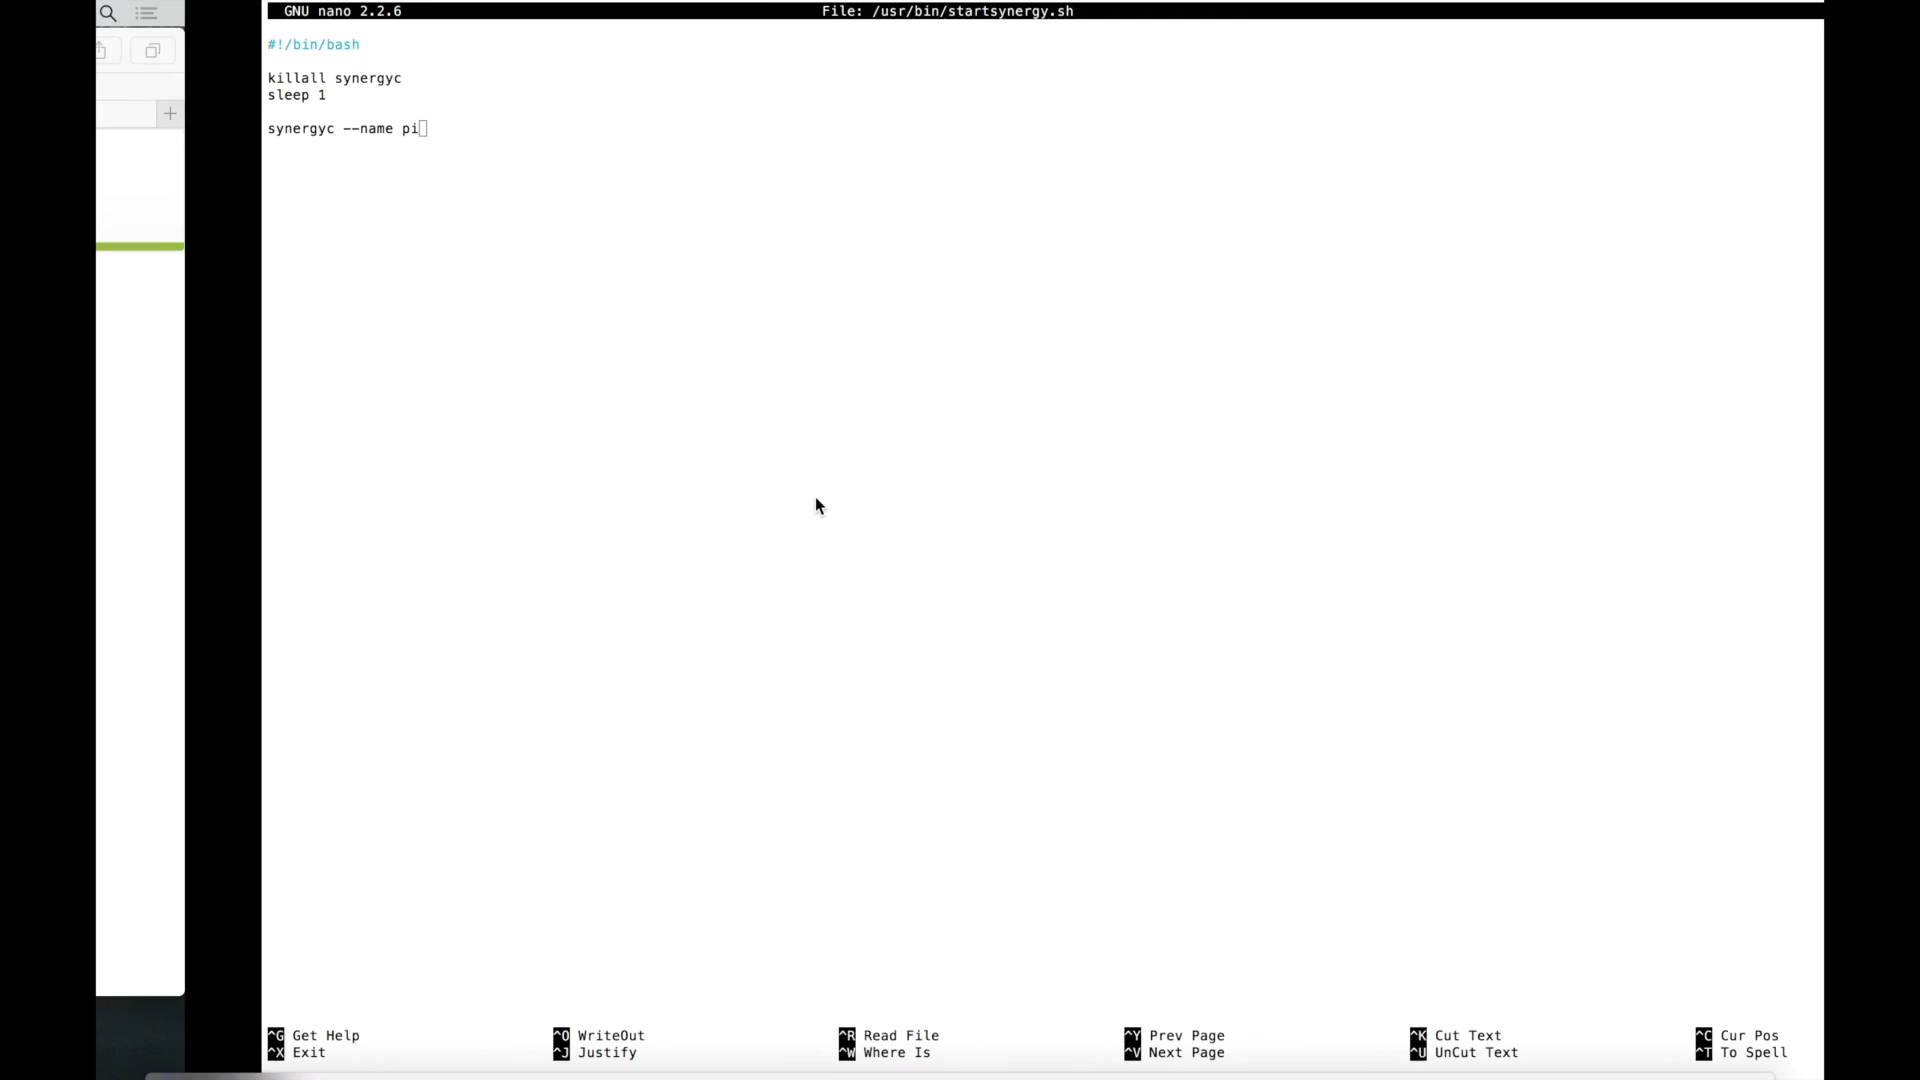 GNU nano 2.2.6 File: /usr/bin/startsynergy.sh
#!/bin/bash
killall synergyc
sleep 1
synergyc --name pi
^G Get Help ^O WriteOut ^R Read File ^Y Prev Page ^K Cut Text ^C Cur Pos
^X Exit ^J Justify ^W Where Is ^V Next Page ^U UnCut Text ^T To Spell